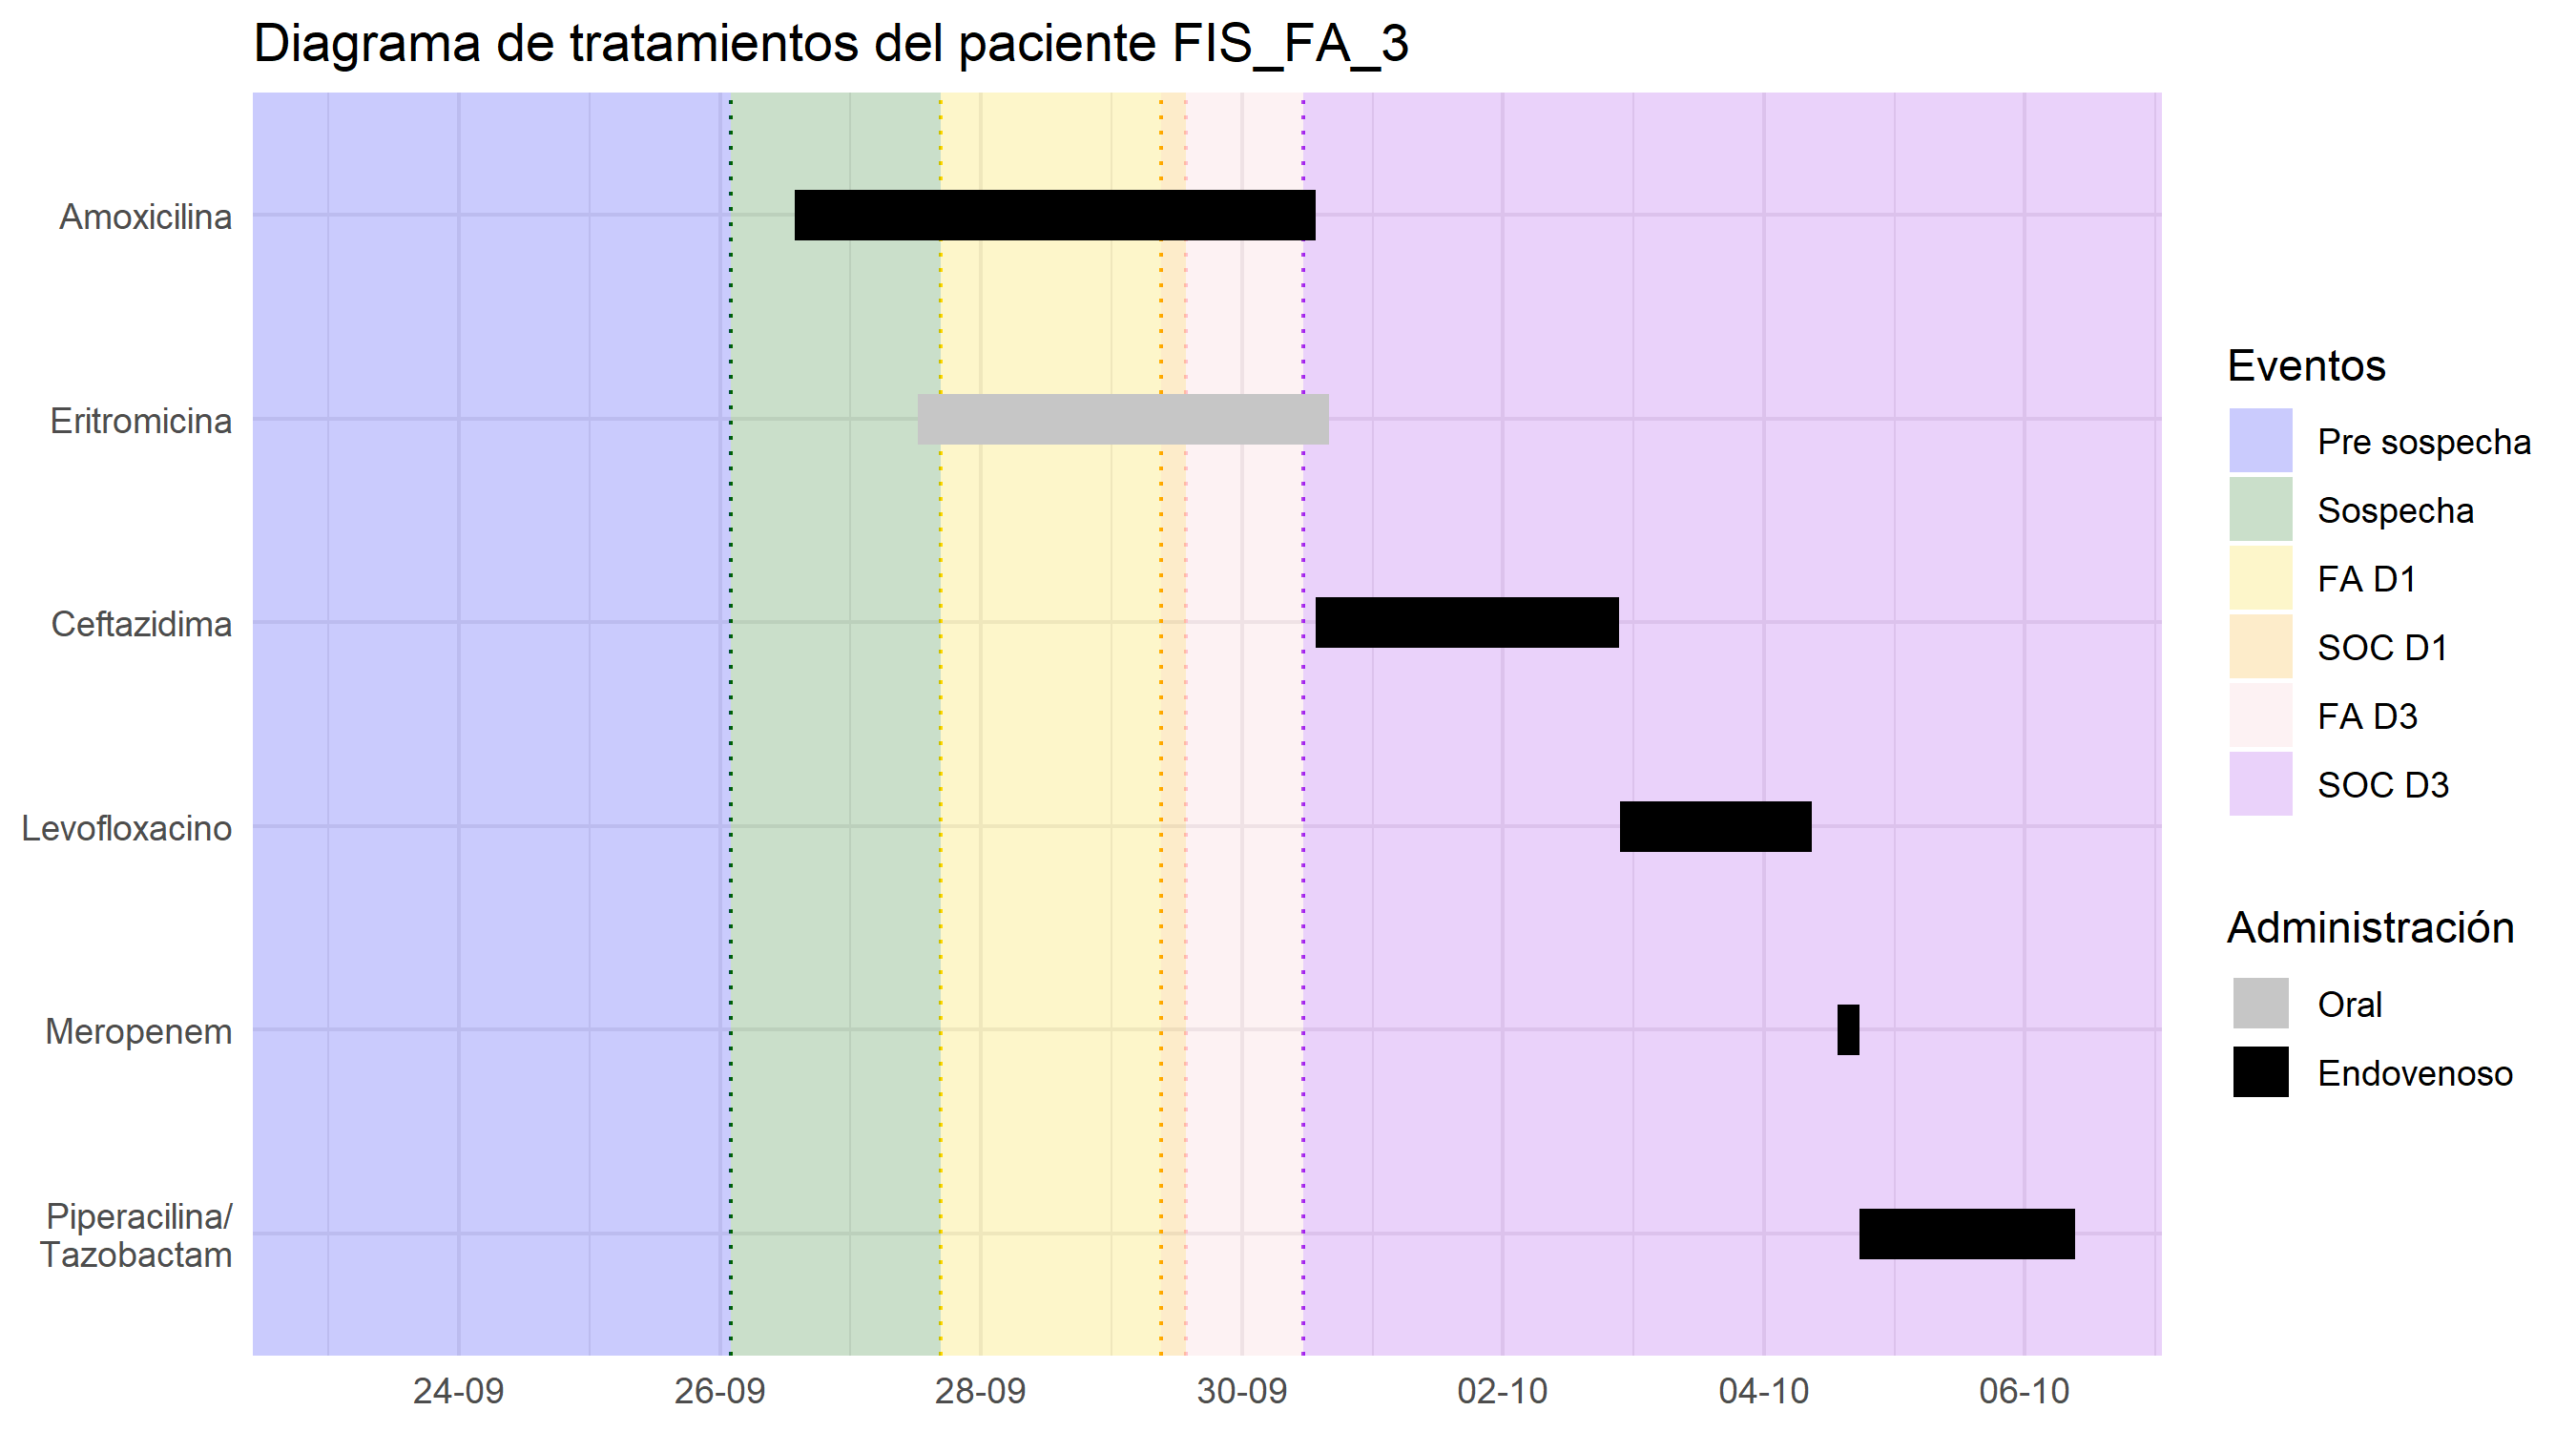 Diagrama de tratamientos del paciente FIS_FA_3
Amoxicilina
Eritromicina
Ceftazidima
Levofloxacino
Meropenem
Piperacilina/
Tazobactam
24-09
26-09
28-09
30-09
02-10
04-10
06-10
Eventos
Pre sospecha
Sospecha
FA D1
SOC D1
FA D3
SOC D3
Administración
Oral
Endovenoso